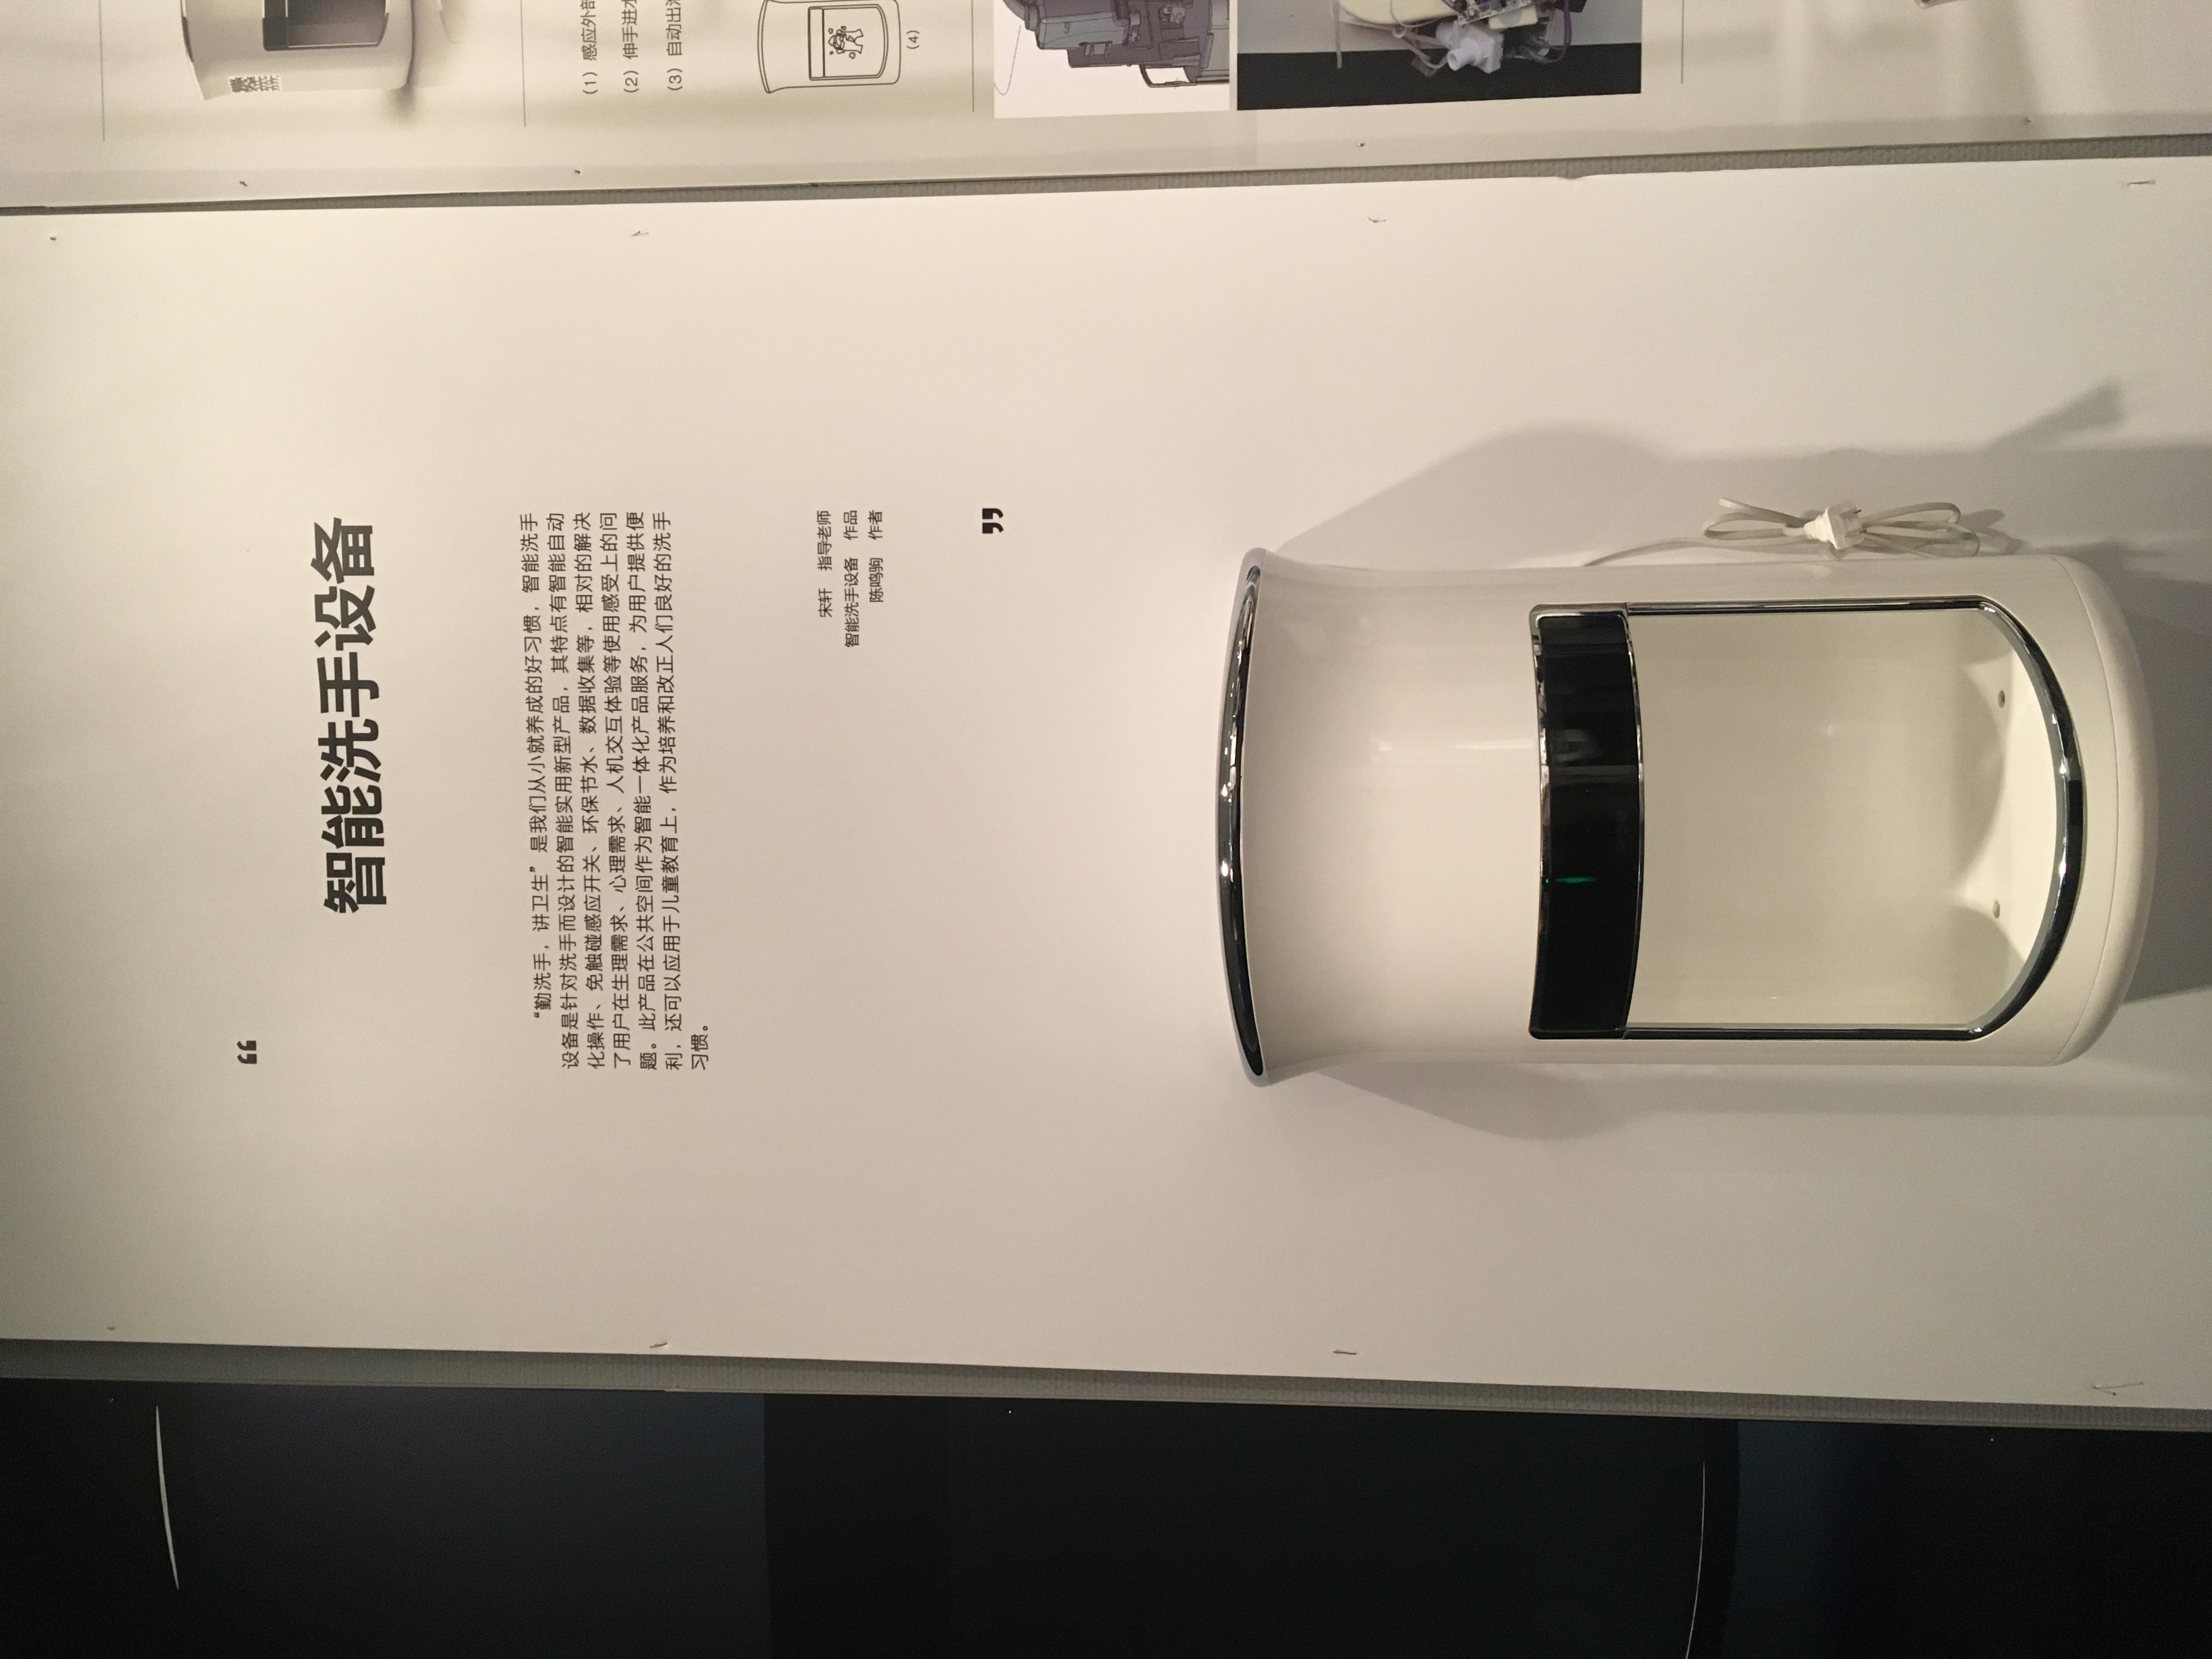 智能洗手设备
“勤洗手，讲卫生”是我们从小就养成的好习惯，智能洗手
设备是针对洗手而设计的智能实用新型产品，其特点有智能自动
化操作、免触碰感应开关、环保节水、数据收集等，相对的解决
了用户在生理需求、心理需求、人机交互体验等使用感受上的问
题。此产品在公共空间作为智能一体化产品服务，为用户提供便
利，还可以应用于儿童教育上，作为培养和改正人们良好的洗手
习惯。
宋轩 指导老师
智能洗手设备 作品
陈鸣驹 作者
(1) 感应外部
(2) 伸手进水
(3) 自动出
(4)